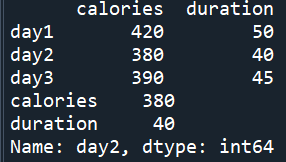 calories  duration
day1       420        50
day2       380        40
day3       390        45
calories    380
duration     40
Name: day2, dtype: int64